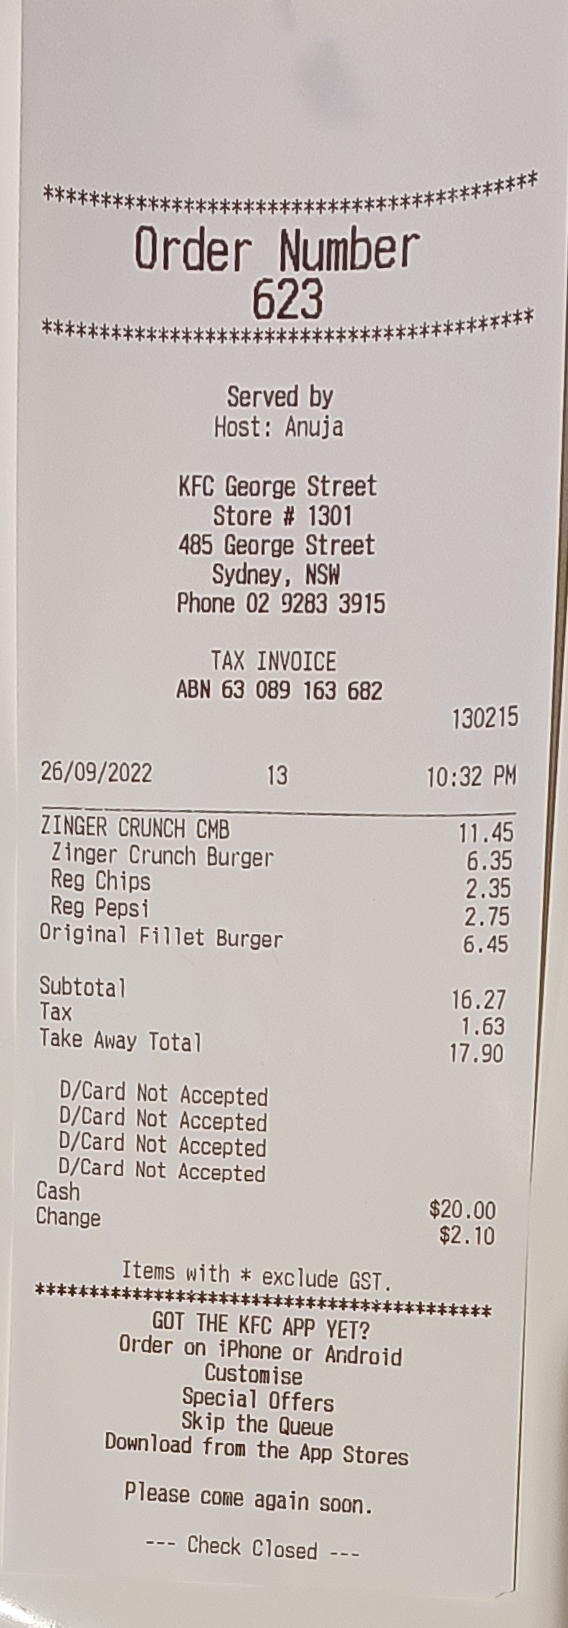 ******************************************
Order Number
623
******************************************
Served by
Host: Anuja
KFC George Street
Store # 1301
485 George Street
Sydney, NSW
Phone 02 9283 3915
TAX INVOICE
ABN 63 089 163 682
130215
26/09/2022 13 10:32 PM
ZINGER CRUNCH CMB 11.45
Zinger Crunch Burger 6.35
Reg Chips 2.35
Reg Pepsi 2.75
Original Fillet Burger 6.45
Subtotal 16.27
Tax 1.63
Take Away Total 17.90
D/Card Not Accepted
D/Card Not Accepted
D/Card Not Accepted
D/Card Not Accepted
Cash $20.00
Change $2.10
Items with * exclude GST.
******************************************
GOT THE KFC APP YET?
Order on iPhone or Android
Customise
Special Offers
Skip the Queue
Download from the App Stores
Please come again soon.
--- Check Closed ---